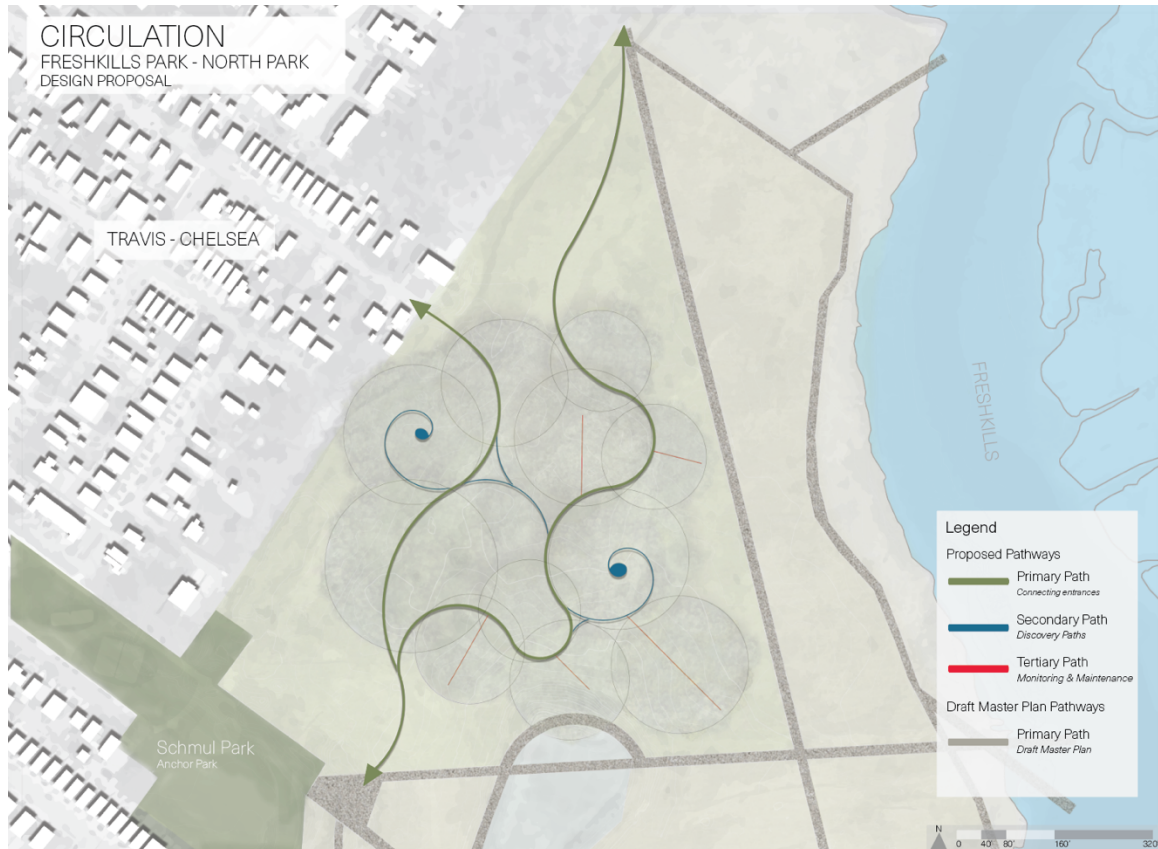 CIRCULATION
FRESHKILLS PARK - NORTH PARK
DESIGN PROPOSAL
TRAVIS - CHELSEA
FRESHKILLS
Schmul Park
Anchor Park
Legend
Proposed Pathways
Primary Path
Connecting entrances
Secondary Path
Discovery Paths
Tertiary Path
Monitoring & Maintenance
Draft Master Plan Pathways
Primary Path
Draft Master Plan
N
0 40' 80' 160' 320